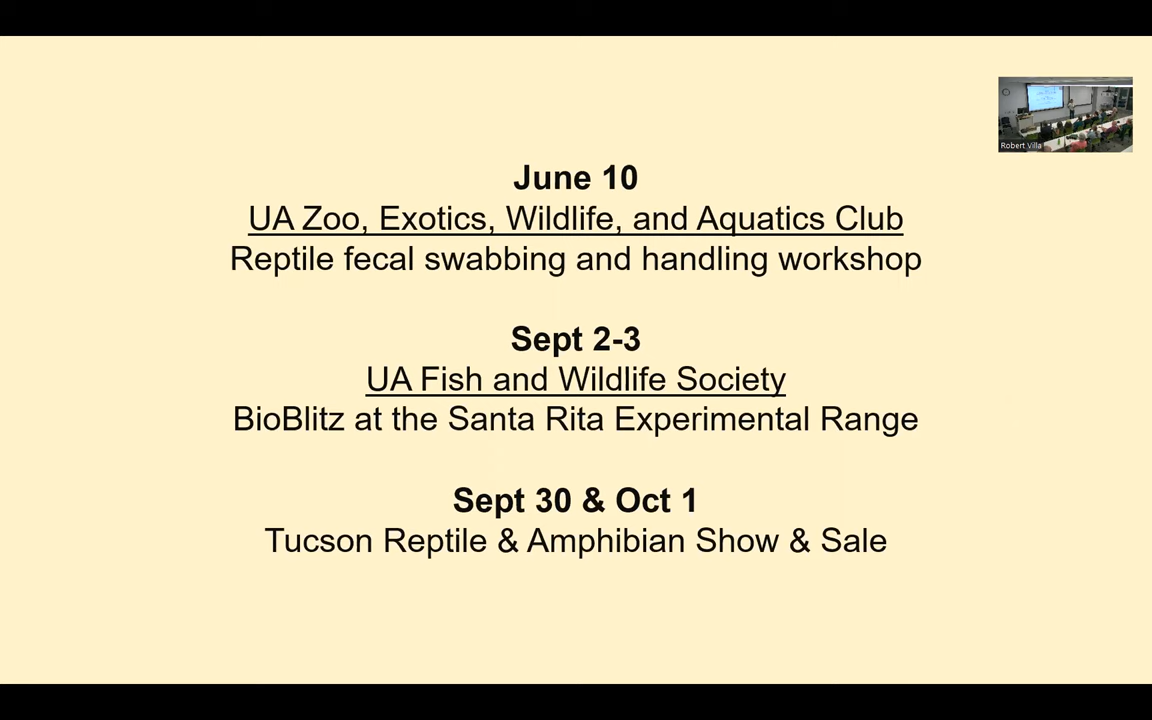 Robert Villa
June 10
UA Zoo, Exotics, Wildlife, and Aquatics Club
Reptile fecal swabbing and handling workshop
Sept 2-3
UA Fish and Wildlife Society
BioBlitz at the Santa Rita Experimental Range
Sept 30 & Oct 1
Tucson Reptile & Amphibian Show & Sale